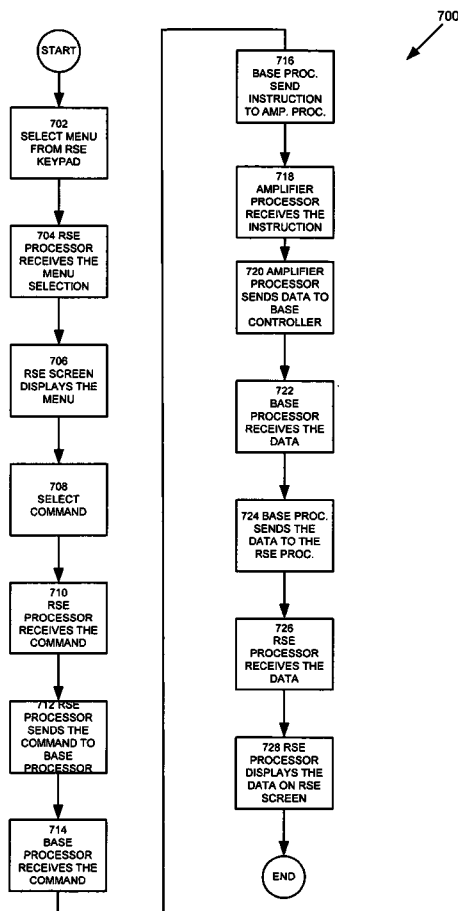 700
START
702
SELECT MENU
FROM RSE
KEYPAD
704 RSE
PROCESSOR
RECEIVES THE
MENU
SELECTION
706
RSE SCREEN
DISPLAYS THE
MENU
708
SELECT
COMMAND
710
RSE
PROCESSOR
RECEIVES THE
COMMAND
712 RSE
PROCESSOR
SENDS THE
COMMAND TO
BASE
PROCESSOR
714
BASE
PROCESSOR
RECEIVES THE
COMMAND
716
BASE PROC.
SEND
INSTRUCTION
TO AMP. PROC.
718
AMPLIFIER
PROCESSOR
RECEIVES THE
INSTRUCTION
720 AMPLIFIER
PROCESSOR
SENDS DATA TO
BASE
CONTROLLER
722
BASE
PROCESSOR
RECEIVES THE
DATA
724 BASE PROC.
SENDS THE
DATA TO THE
RSE PROC.
726
RSE
PROCESSOR
RECEIVES THE
DATA
728 RSE
PROCESSOR
DISPLAYS THE
DATA ON RSE
SCREEN
END